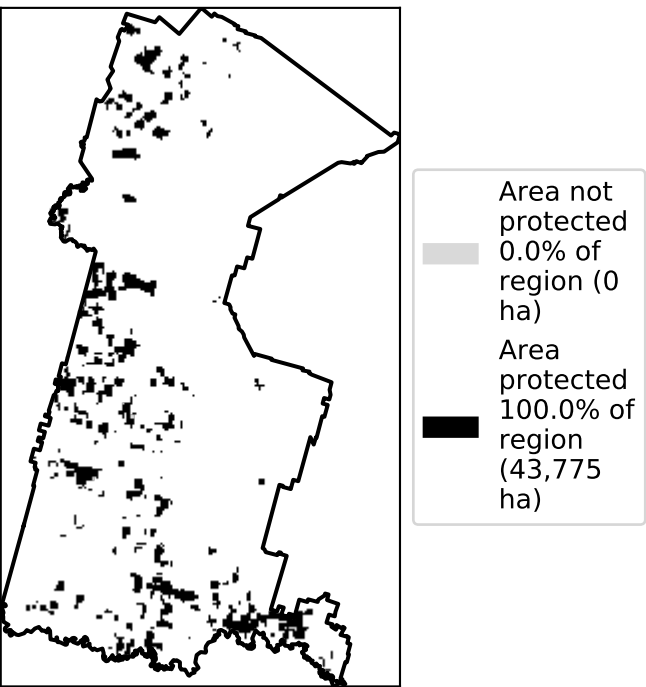 Area not
protected
0.0% of
region (0
ha)
Area
protected
100.0% of
region
(43,775
ha)